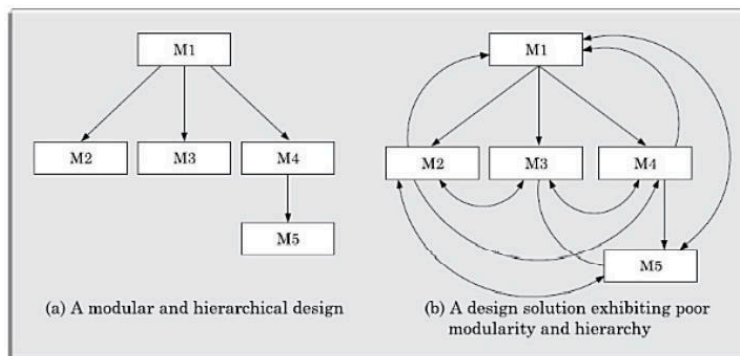 M1
M2 M3 M4
M5
(a) A modular and hierarchical design
M1
M2 M3 M4
M5
(b) A design solution exhibiting poor
modularity and hierarchy